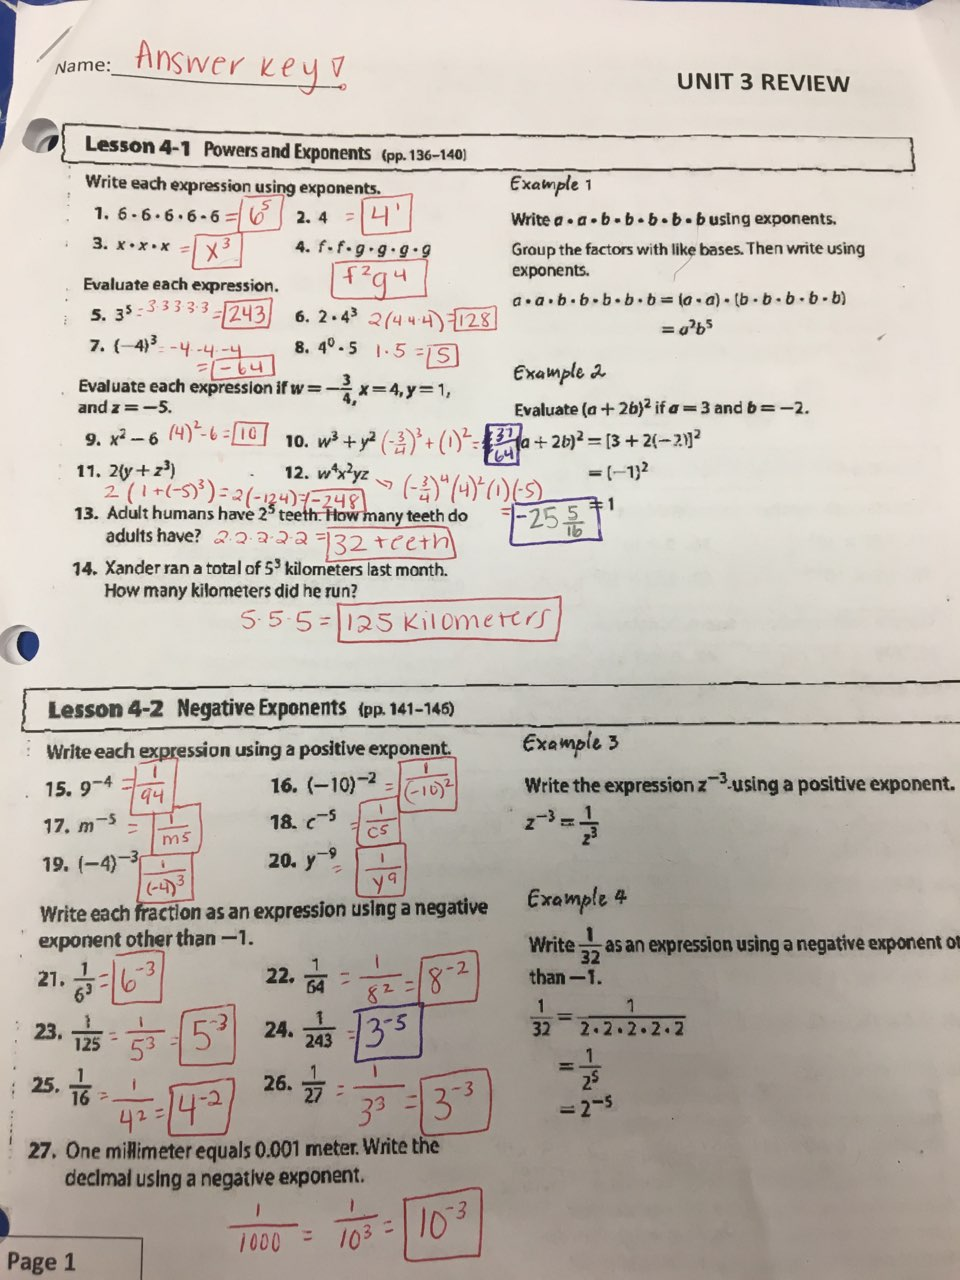 Name: Answer key!
UNIT 3 REVIEW
Lesson 4-1 Powers and Exponents (pp. 136–140)
Write each expression using exponents.
1. 6 • 6 • 6 • 6 • 6 = 6⁵ 2. 4 = 4¹
3. x • x • x = x³ 4. f • f • g • g • g • g
f²g⁴
Evaluate each expression.
5. 3⁵ = 3·3·3·3·3 = 243 6. 2 • 4³ 2(4·4·4) = 128
7. (−4)³ = -4·-4·-4 8. 4⁰ • 5 1·5 = 5
= -64
Evaluate each expression if w = −3/4, x = 4, y = 1,
and z = −5.
9. x² − 6 (4)²-6 = 10 10. w³ + y² (-3/4)³ + (1)² = 37/64
11. 2(y + z³) 12. w⁴x²yz → (-3/4)⁴(4)²(1)(-5)
2(1+(-5)³) = 2(-124) = -248 = -25 5/16
13. Adult humans have 2⁵ teeth. How many teeth do
adults have? 2·2·2·2·2 = 32 teeth
14. Xander ran a total of 5³ kilometers last month.
How many kilometers did he run?
5·5·5 = 125 kilometers
Example 1
Write a • a • b • b • b • b • b using exponents.
Group the factors with like bases. Then write using
exponents.
a • a • b • b • b • b • b = (a • a) • (b • b • b • b • b)
= a²b⁵
Example 2
Evaluate (a + 2b)² if a = 3 and b = −2.
(a + 2b)² = [3 + 2(−2)]²
= (−1)²
= 1
Lesson 4-2 Negative Exponents (pp. 141–146)
Write each expression using a positive exponent.
15. 9⁻⁴ = 1/9⁴ 16. (−10)⁻² = 1/(-10)²
17. m⁻⁵ = 1/m⁵ 18. c⁻⁵ = 1/c⁵
19. (−4)⁻³ 1/(-4)³ 20. y⁻⁹ = 1/y⁹
Write each fraction as an expression using a negative
exponent other than −1.
21. 1/6³ = 6⁻³ 22. 1/64 = 1/8² = 8⁻²
23. 1/125 = 1/5³ = 5⁻³ 24. 1/243 = 3⁻⁵
25. 1/16 = 1/4² = 4⁻² 26. 1/27 = 1/3³ = 3⁻³
27. One millimeter equals 0.001 meter. Write the
decimal using a negative exponent.
1/1000 = 1/10³ = 10⁻³
Example 3
Write the expression z⁻³ using a positive exponent.
z⁻³ = 1/z³
Example 4
Write 1/32 as an expression using a negative exponent ot
than −1.
1/32 = 1/2 • 2 • 2 • 2 • 2
= 1/2⁵
= 2⁻⁵
Page 1